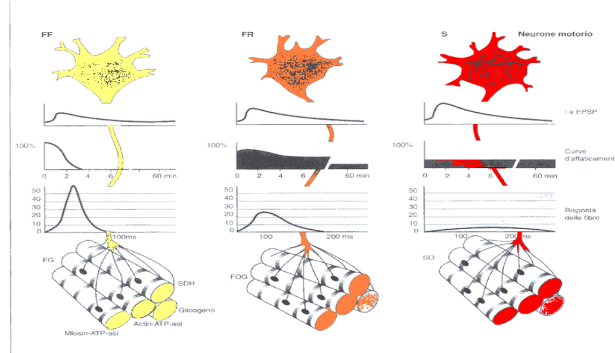 FF FR S Neurone motorio
I a EPSP
100% 100% 100% Curve
d'affaticamento
0 2 4 6 60 min 0 2 4 6 60 min 0 2 4 6 60 min
50 50 50
40 40 40
30 30 30 Risposta
20 20 20 delle fibre
10 10 10
0 0 0
100ms 100 200 ms 100 200 ms
FG FOG SO
SDH
Glicogeno
Actin-ATP-asi
Miosin-ATP-asi